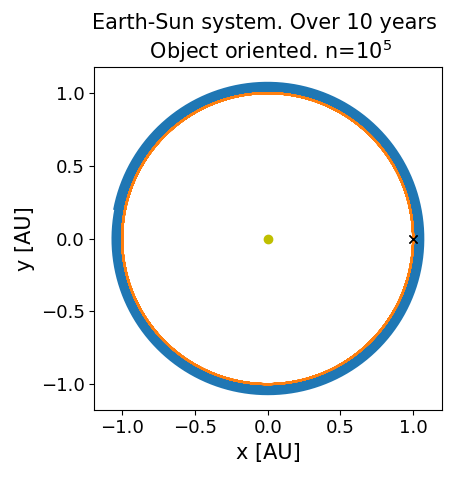 Earth-Sun system. Over 10 years
Object oriented. n=10⁵
1.0
0.5
0.0
−0.5
−1.0
y [AU]
−1.0 −0.5 0.0 0.5 1.0
x [AU]